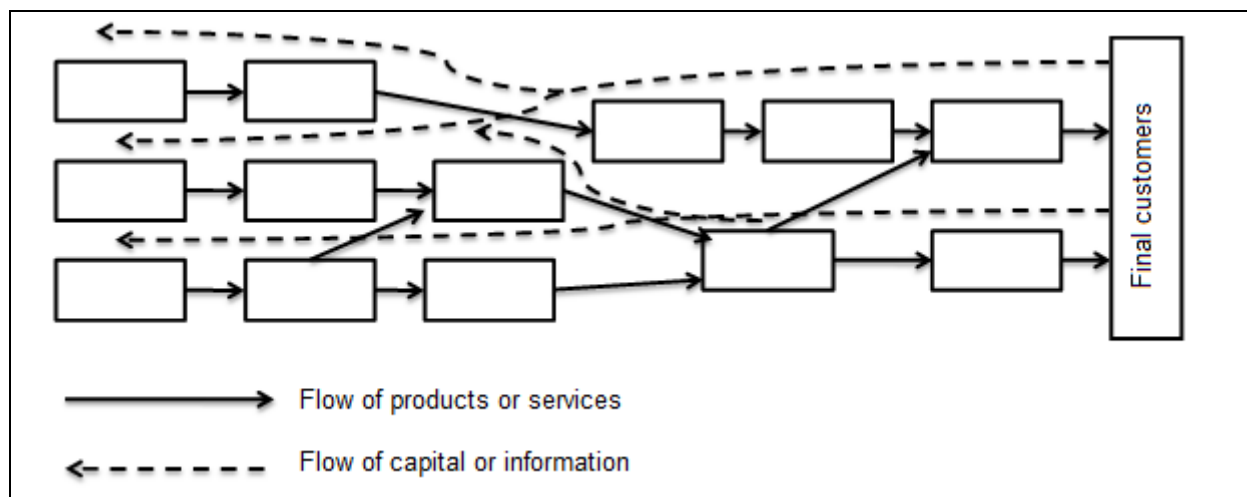 Final customers
Flow of products or services
Flow of capital or information